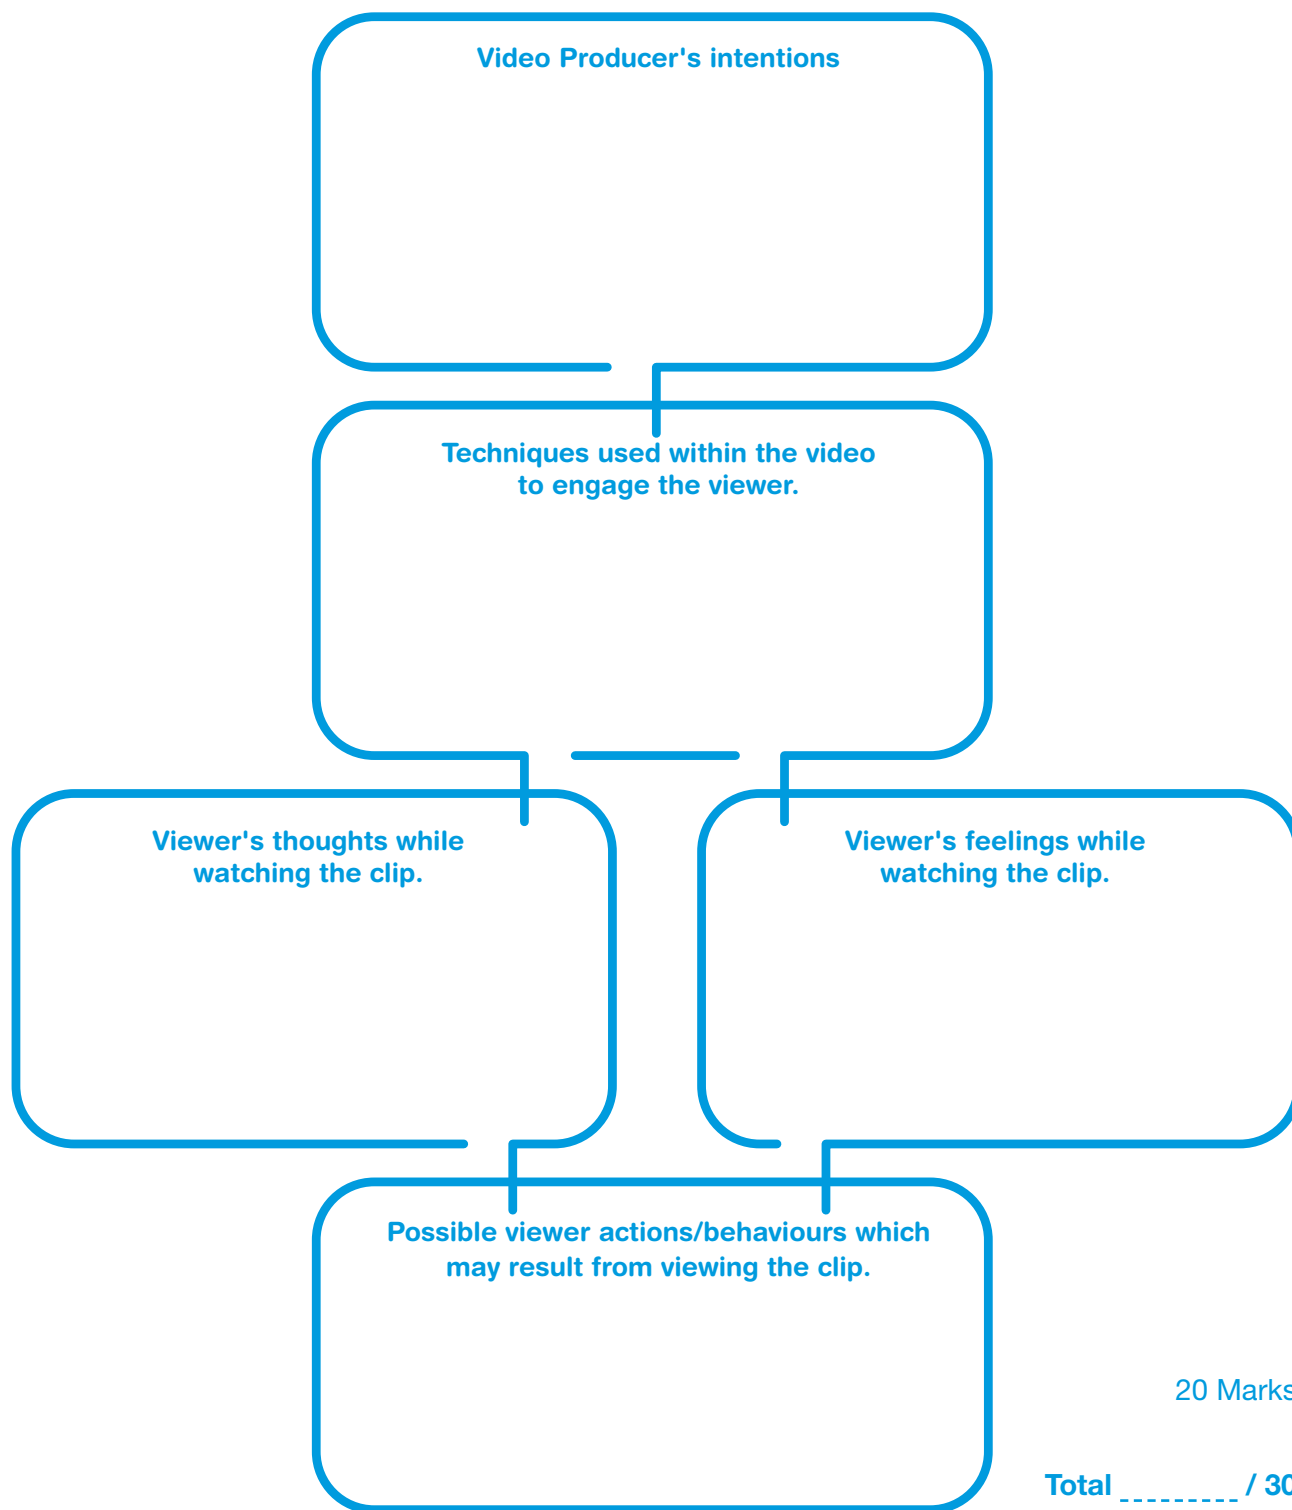 Video Producer's intentions
Techniques used within the video
to engage the viewer.
Viewer's thoughts while
watching the clip.
Viewer's feelings while
watching the clip.
Possible viewer actions/behaviours which
may result from viewing the clip.
20 Marks
Total _________ / 30